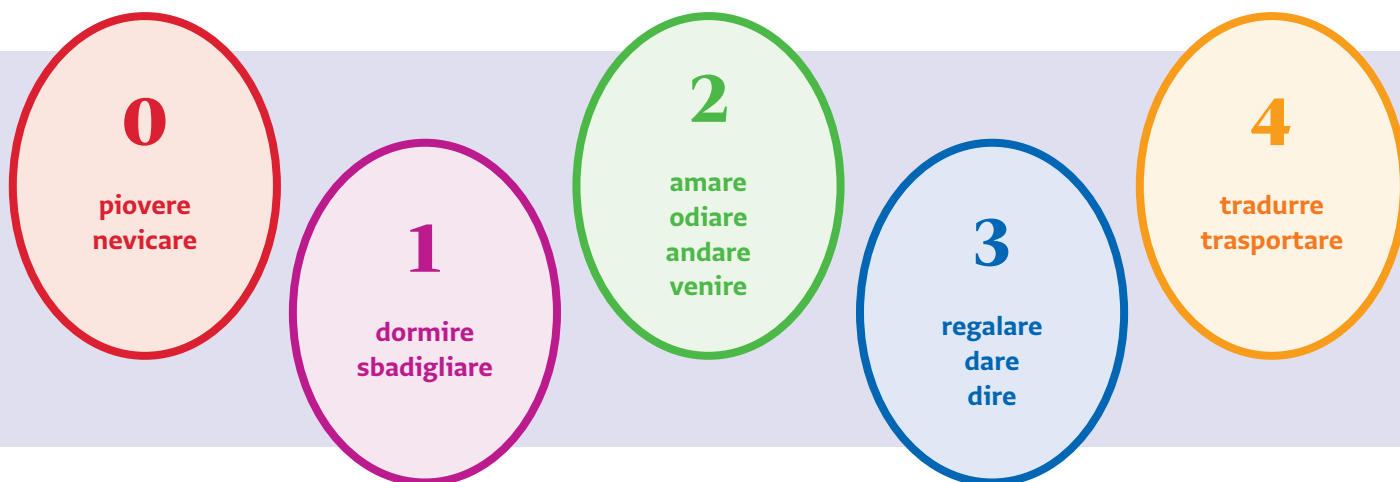 0
piovere
nevicare
1
dormire
sbadigliare
2
amare
odiare
andare
venire
3
regalare
dare
dire
4
tradurre
trasportare